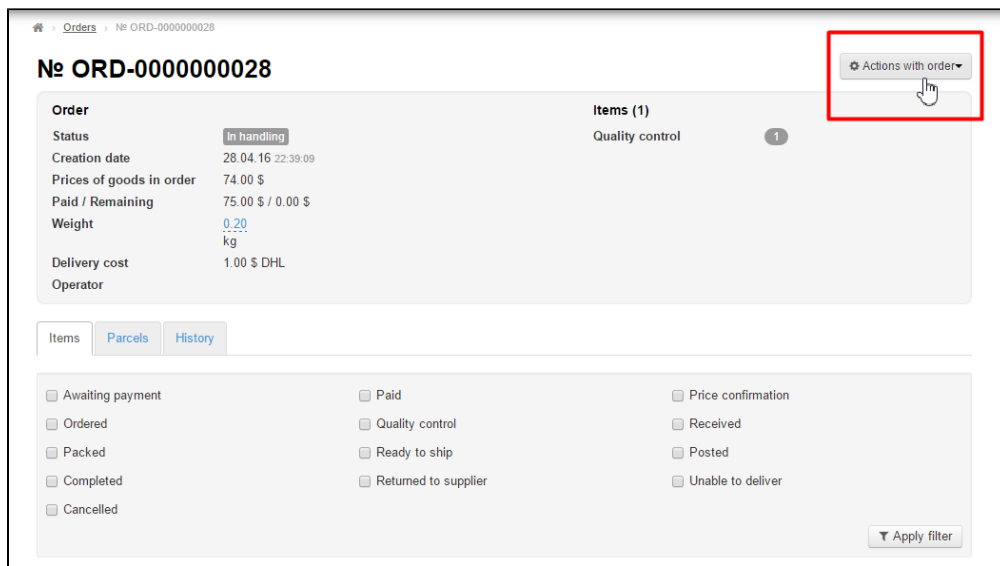 Orders › № ORD-0000000028
№ ORD-0000000028
Actions with order
Order
Items (1)
Status In handling
Quality control 1
Creation date 28.04.16 22:39:09
Prices of goods in order 74.00 $
Paid / Remaining 75.00 $ / 0.00 $
Weight 0.20
kg
Delivery cost 1.00 $ DHL
Operator
Items Parcels History
Awaiting payment Paid Price confirmation
Ordered Quality control Received
Packed Ready to ship Posted
Completed Returned to supplier Unable to deliver
Cancelled
Apply filter